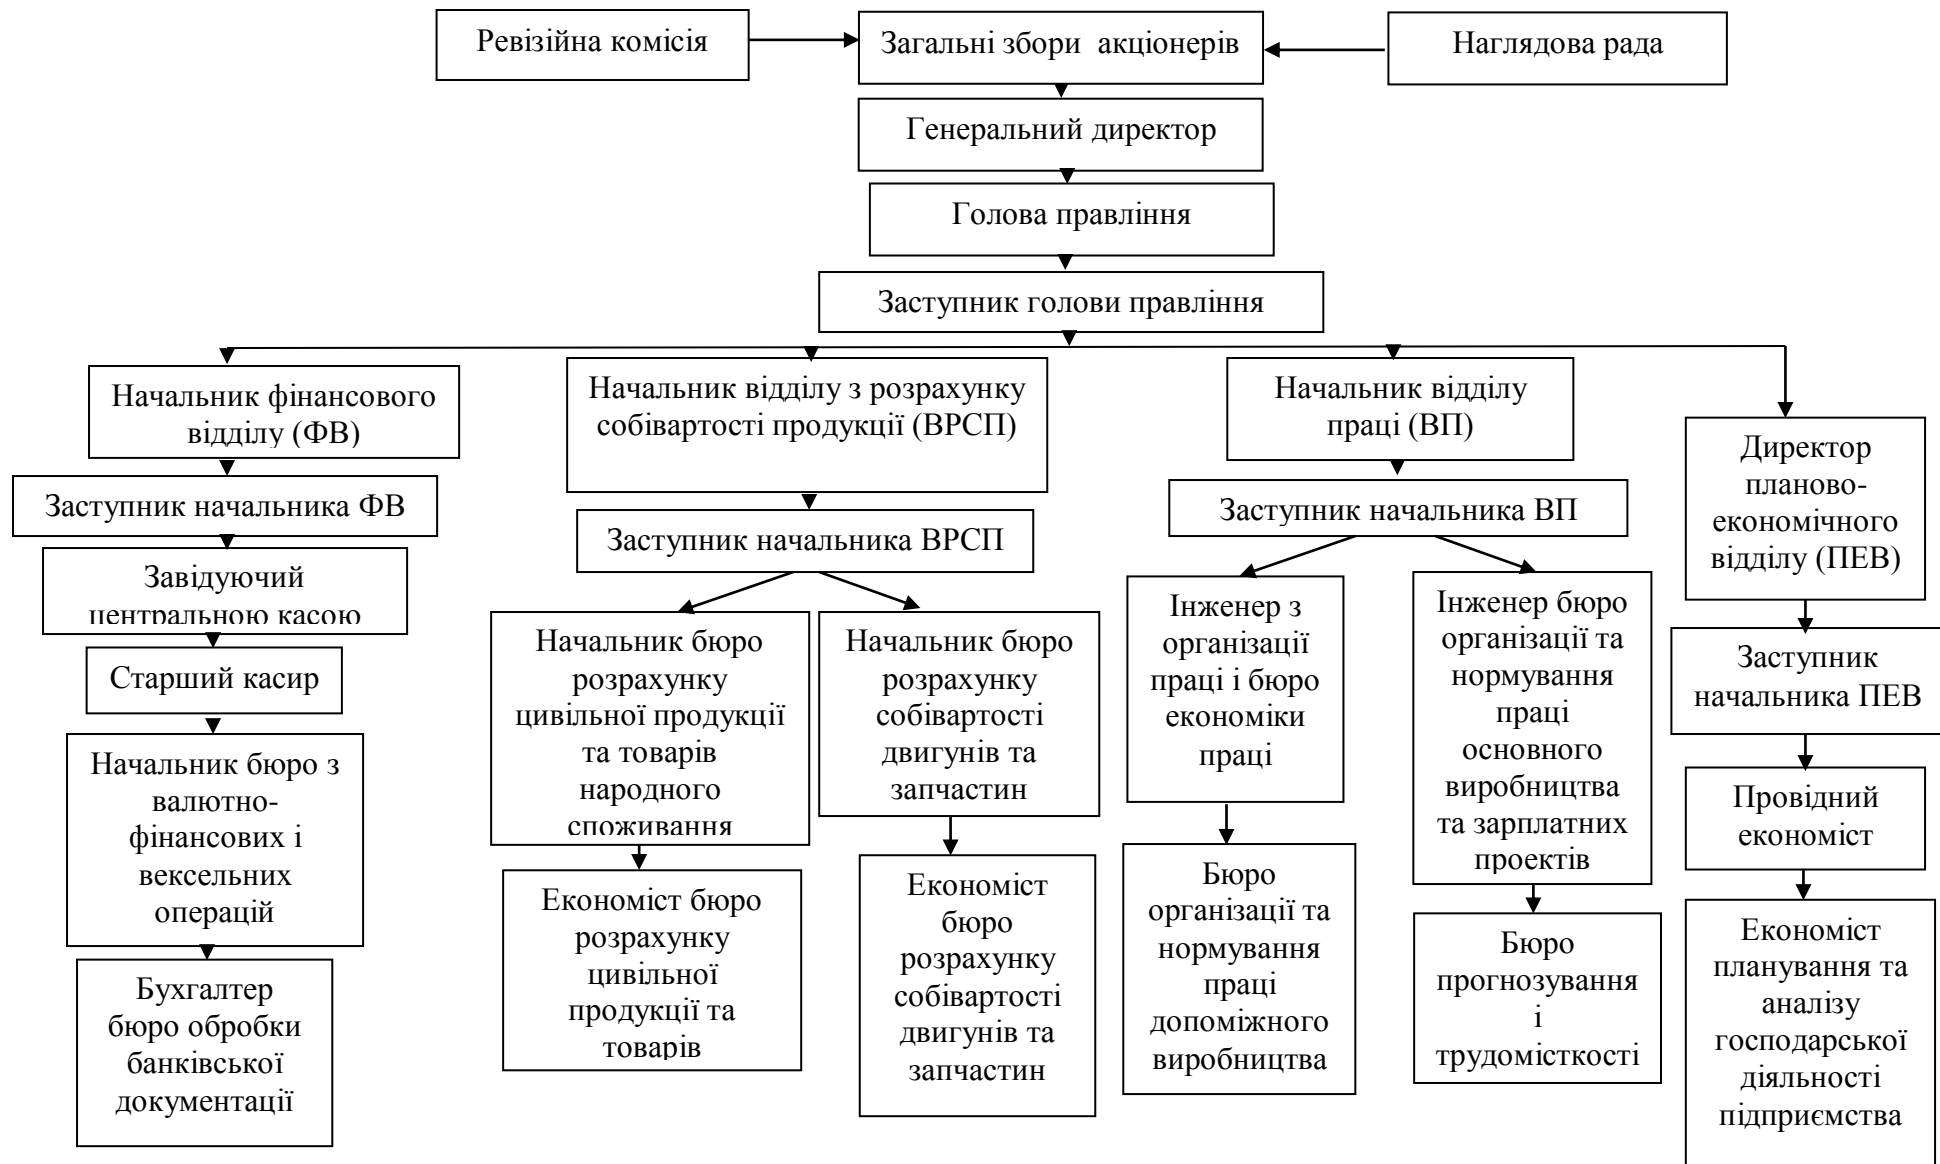 Ревізійна комісія
Загальні збори  акціонерів
Наглядова рада
Генеральний директор
Голова правління
Заступник голови правління
Начальник фінансового
відділу (ФВ)
Начальник відділу з розрахунку
собівартості продукції (ВРСП)
Начальник відділу
праці (ВП)
Директор
планово-
економічного
відділу (ПЕВ)
Заступник начальника ФВ
Заступник начальника ВРСП
Заступник начальника ВП
Завідуючий
центральною касою
Старший касир
Начальник бюро з
валютно-
фінансових і
вексельних
операцій
Бухгалтер
бюро обробки
банківської
документації
Начальник бюро
розрахунку
цивільної продукції
та товарів
народного
споживання
Начальник бюро
розрахунку
собівартості
двигунів та
запчастин
Економіст бюро
розрахунку
цивільної
продукції та
товарів
Економіст
бюро
розрахунку
собівартості
двигунів та
запчастин
Інженер з
організації
праці і бюро
економіки
праці
Інженер бюро
організації та
нормування
праці
основного
виробництва
та зарплатних
проектів
Бюро
організації та
нормування
праці
допоміжного
виробництва
Бюро
прогнозування
і
трудомісткості
Заступник
начальника ПЕВ
Провідний
економіст
Економіст
планування та
аналізу
господарської
діяльності
підприємства